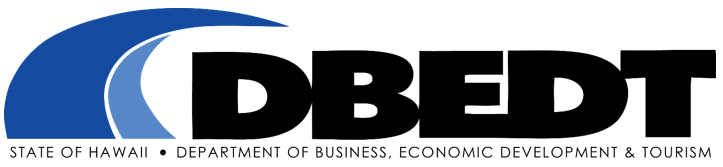 DBEDT
STATE OF HAWAII • DEPARTMENT OF BUSINESS, ECONOMIC DEVELOPMENT & TOURISM